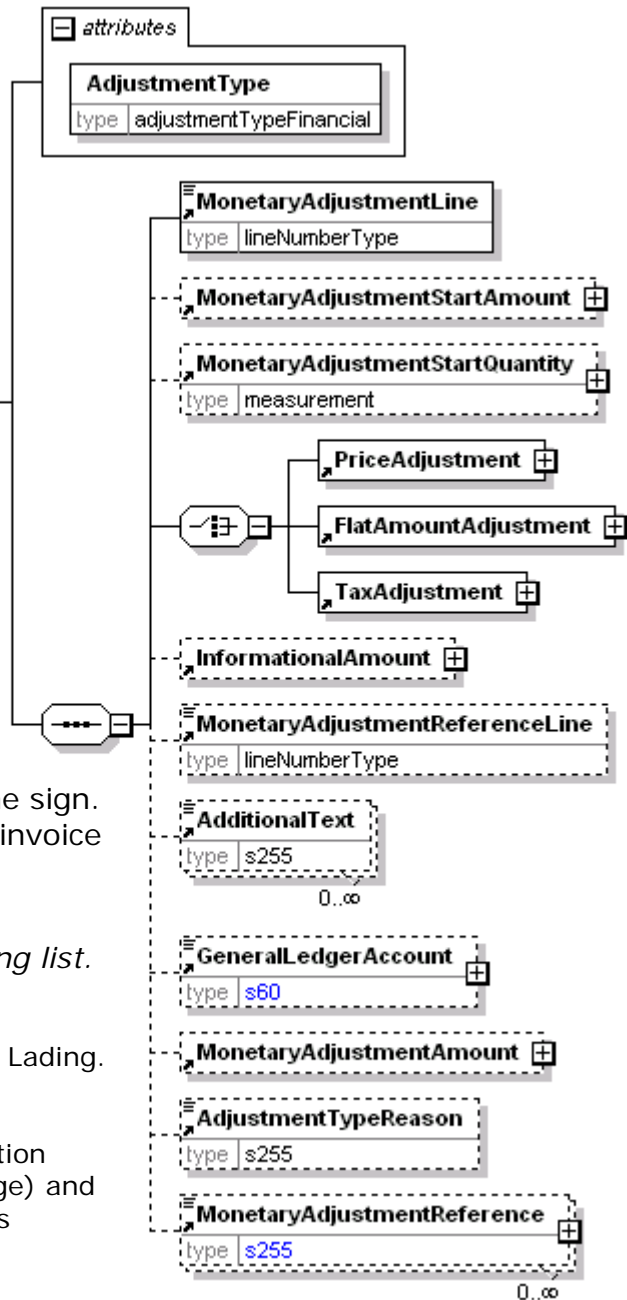 attributes
AdjustmentType
type adjustmentTypeFinancial
MonetaryAdjustmentLine
type lineNumberType
MonetaryAdjustmentStartAmount
MonetaryAdjustmentStartQuantity
type measurement
PriceAdjustment
FlatAmountAdjustment
TaxAdjustment
InformationalAmount
MonetaryAdjustmentReferenceLine
type lineNumberType
e sign.
invoice
AdditionalText
type s255
0..∞
ng list.
GeneralLedgerAccount
type s60
Lading.
MonetaryAdjustmentAmount
AdjustmentTypeReason
type s255
tion
ge) and
s
MonetaryAdjustmentReference
type s255
0..∞